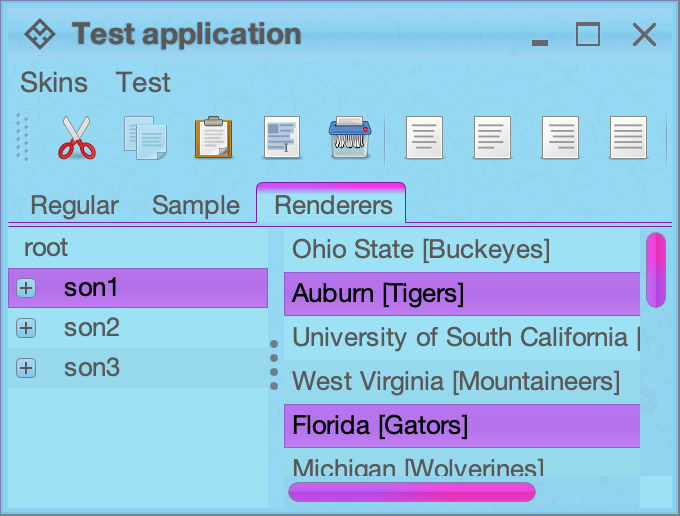 Test application
Skins Test
Regular Sample Renderers
root
son1
son2
son3
Ohio State [Buckeyes]
Auburn [Tigers]
University of South California [
West Virginia [Mountaineers]
Florida [Gators]
Michigan [Wolverines]